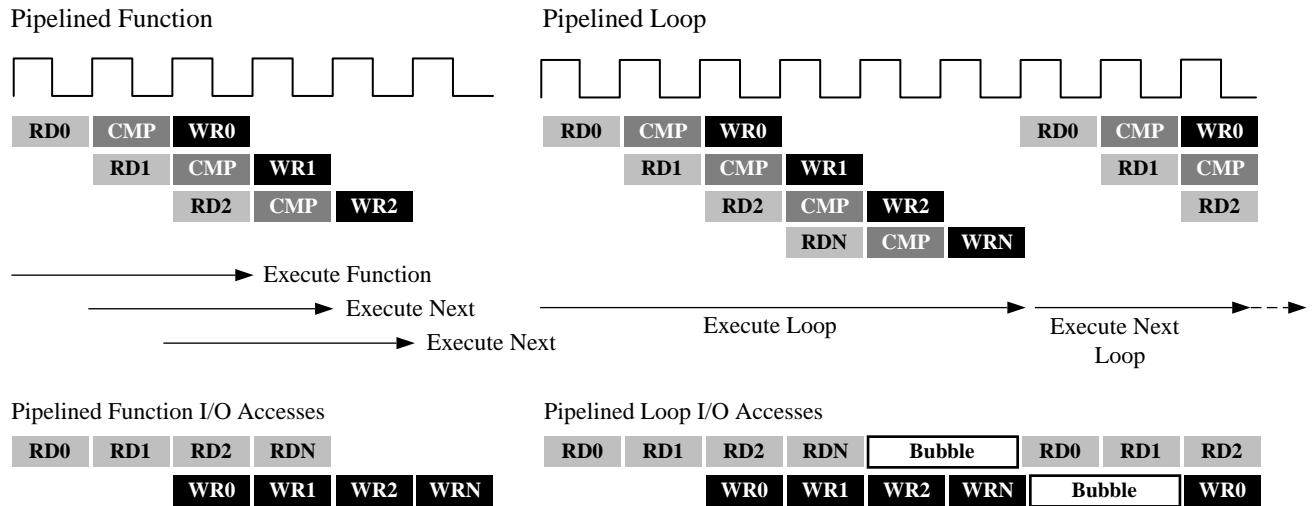 Pipelined Function
RD0 CMP WR0
RD1 CMP WR1
RD2 CMP WR2
Execute Function
Execute Next
Execute Next
Pipelined Function I/O Accesses
RD0 RD1 RD2 RDN
WR0 WR1 WR2 WRN
Pipelined Loop
RD0 CMP WR0 RD0 CMP WR0
RD1 CMP WR1 RD1 CMP
RD2 CMP WR2 RD2
RDN CMP WRN
Execute Loop
Execute Next
Loop
Pipelined Loop I/O Accesses
RD0 RD1 RD2 RDN Bubble RD0 RD1 RD2
WR0 WR1 WR2 WRN Bubble WR0